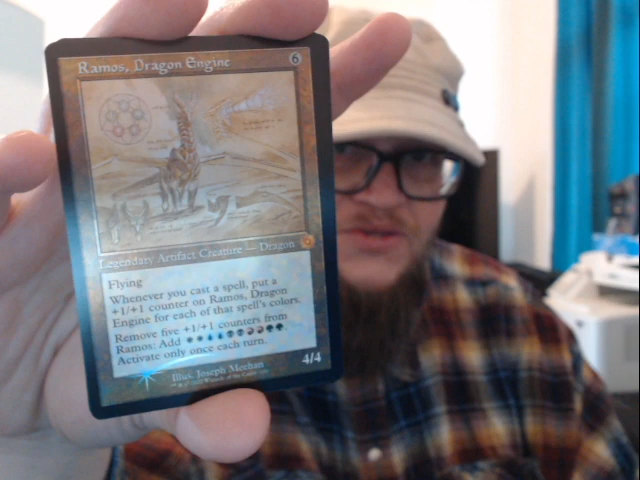 Ramos, Dragon Engine 6
Legendary Artifact Creature — Dragon
Flying
Whenever you cast a spell, put a
+1/+1 counter on Ramos, Dragon
Engine for each of that spell's colors.
Remove five +1/+1 counters from
Ramos: Add
Activate only once each turn.
4/4
Illus. Joseph Meehan